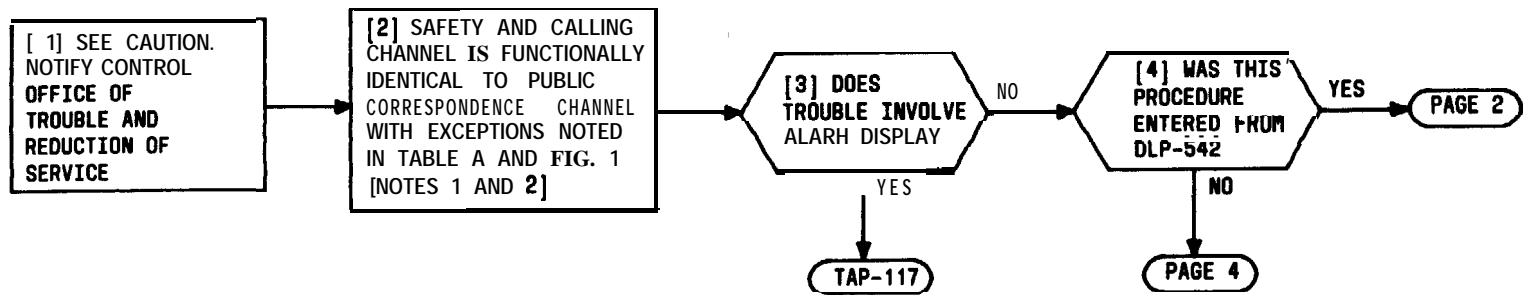 [ 1] SEE CAUTION.
NOTIFY CONTROL
OFFICE OF
TROUBLE AND
REDUCTION OF
SERVICE
[2] SAFETY AND CALLING
CHANNEL IS FUNCTIONALLY
IDENTICAL TO PUBLIC
CORRESPONDENCE CHANNEL
WITH EXCEPTIONS NOTED
IN TABLE A AND FIG. 1
[NOTES 1 AND 2]
[3] DOES
TROUBLE INVOLVE
ALARH DISPLAY
NO
YES
TAP-117
[4] WAS THIS
PROCEDURE
ENTERED FROM
DLP-542
YES
PAGE 2
NO
PAGE 4